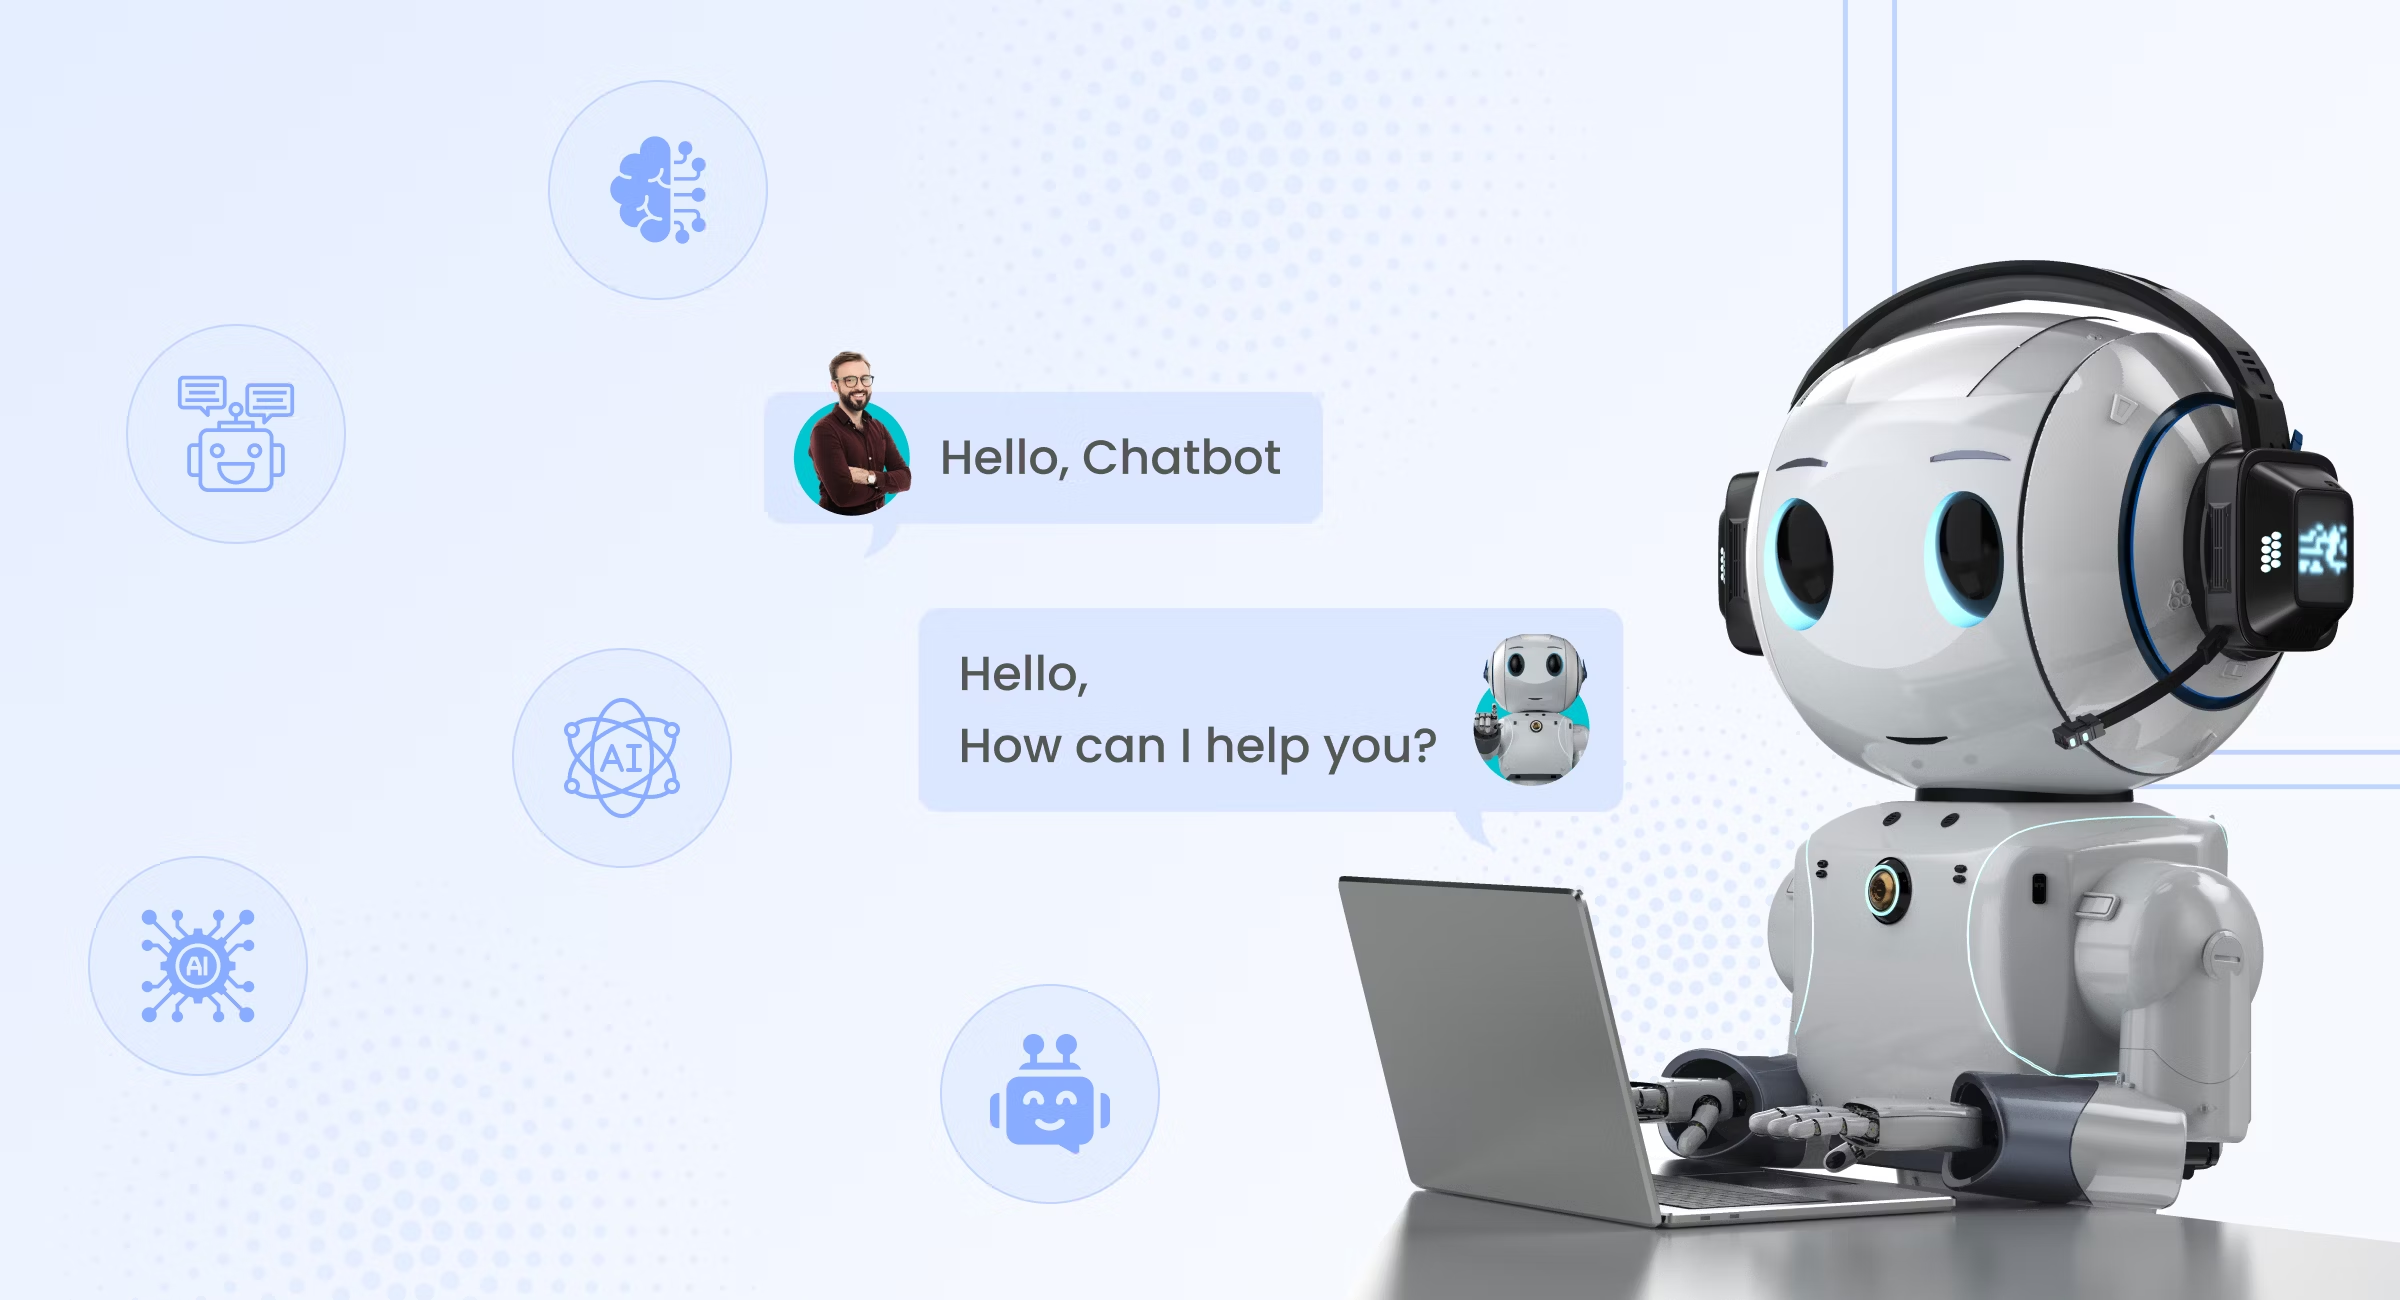 Hello, Chatbot
Hello,
How can I help you?
AI
AI